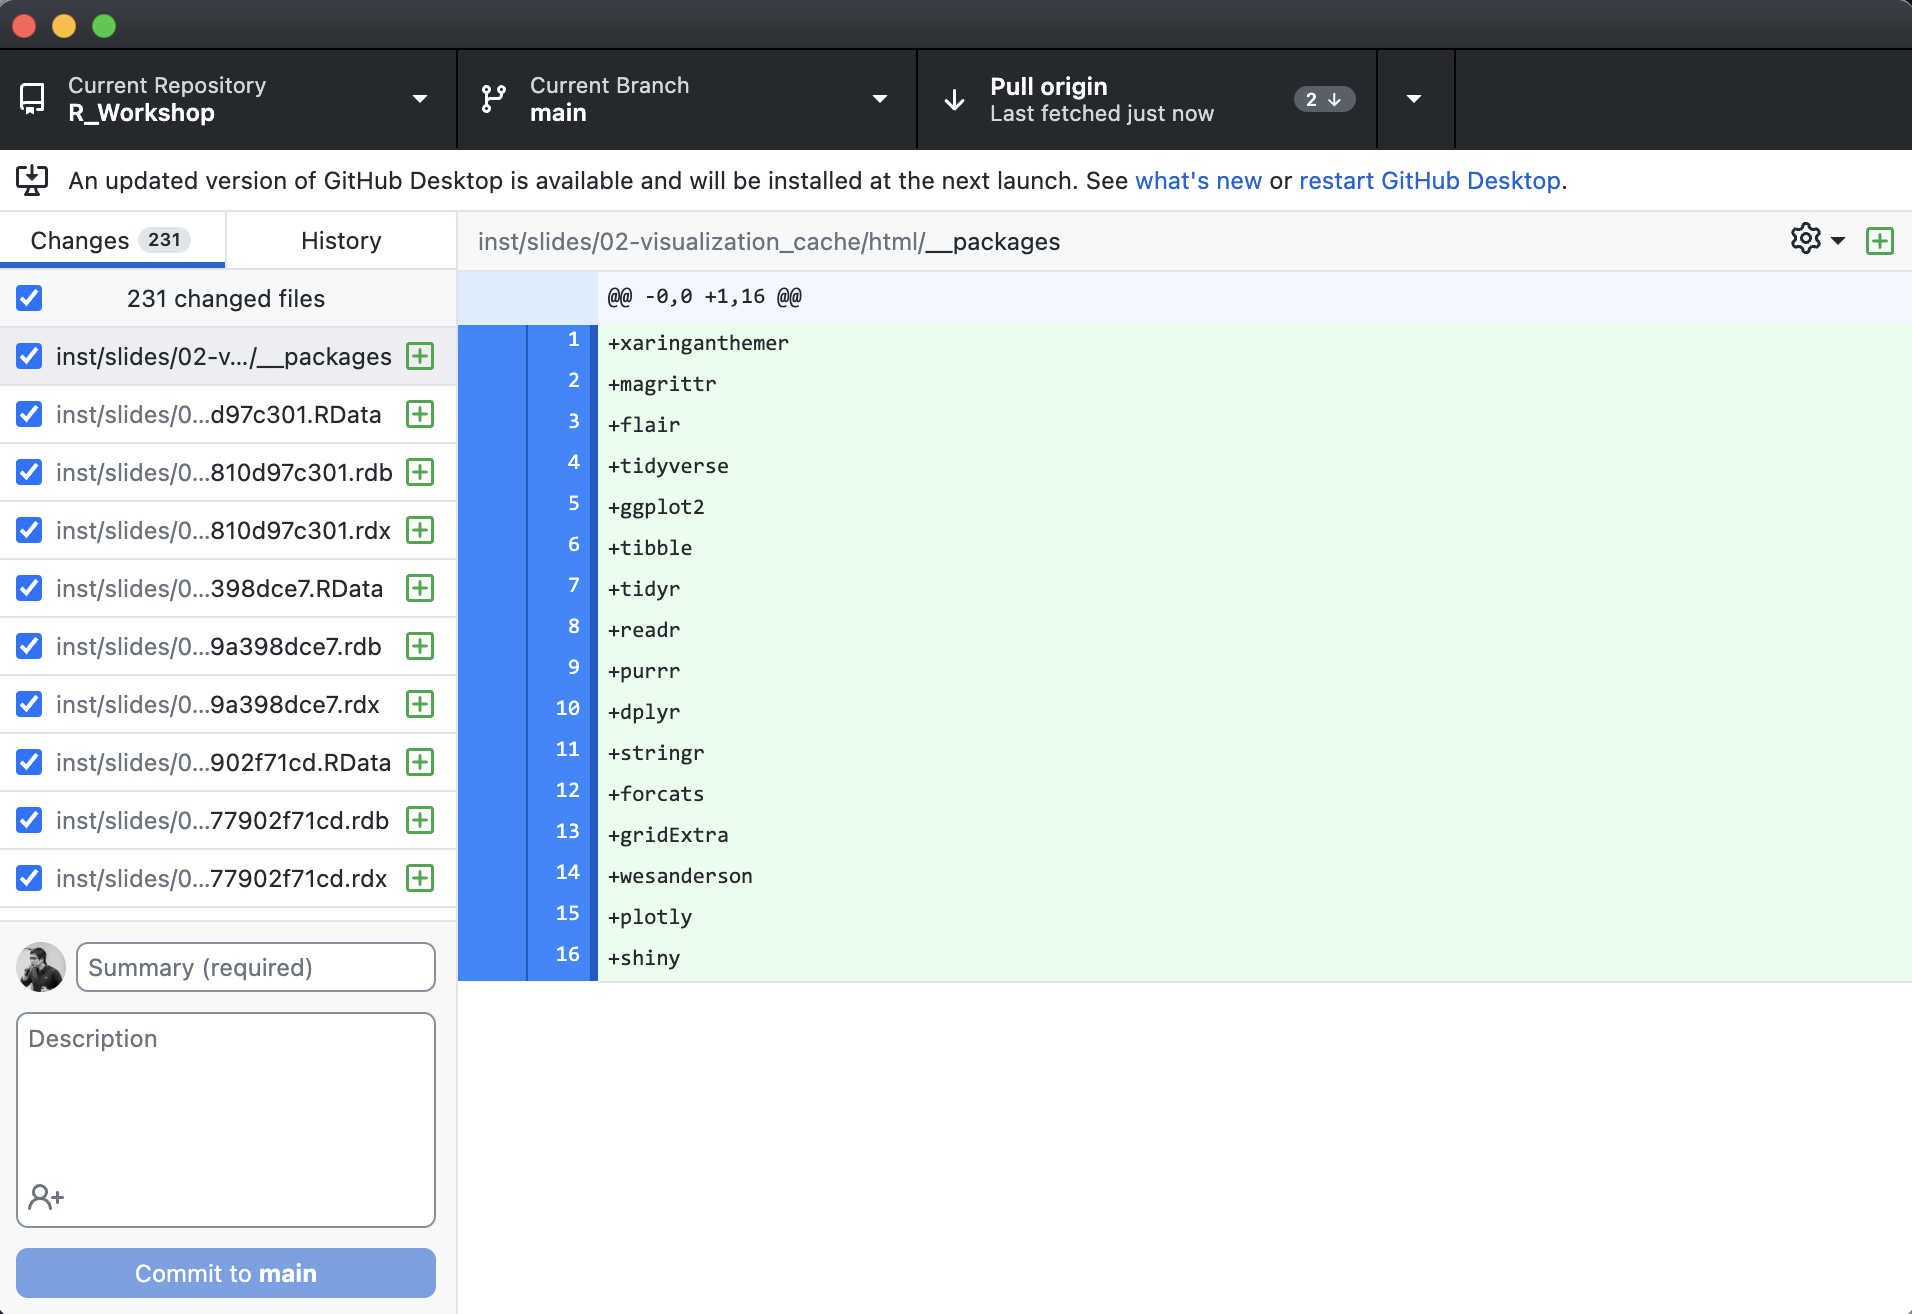 Current Repository
R_Workshop
Current Branch
main
Pull origin
Last fetched just now
2
An updated version of GitHub Desktop is available and will be installed at the next launch. See what's new or restart GitHub Desktop.
Changes 231
History
inst/slides/02-visualization_cache/html/__packages
231 changed files
inst/slides/02-v.../__packages
inst/slides/0...d97c301.RData
inst/slides/0...810d97c301.rdb
inst/slides/0...810d97c301.rdx
inst/slides/0...398dce7.RData
inst/slides/0...9a398dce7.rdb
inst/slides/0...9a398dce7.rdx
inst/slides/0...902f71cd.RData
inst/slides/0...77902f71cd.rdb
inst/slides/0...77902f71cd.rdx
Summary (required)
Description
Commit to main
@@ -0,0 +1,16 @@
1 +xaringanthemer
2 +magrittr
3 +flair
4 +tidyverse
5 +ggplot2
6 +tibble
7 +tidyr
8 +readr
9 +purrr
10 +dplyr
11 +stringr
12 +forcats
13 +gridExtra
14 +wesanderson
15 +plotly
16 +shiny